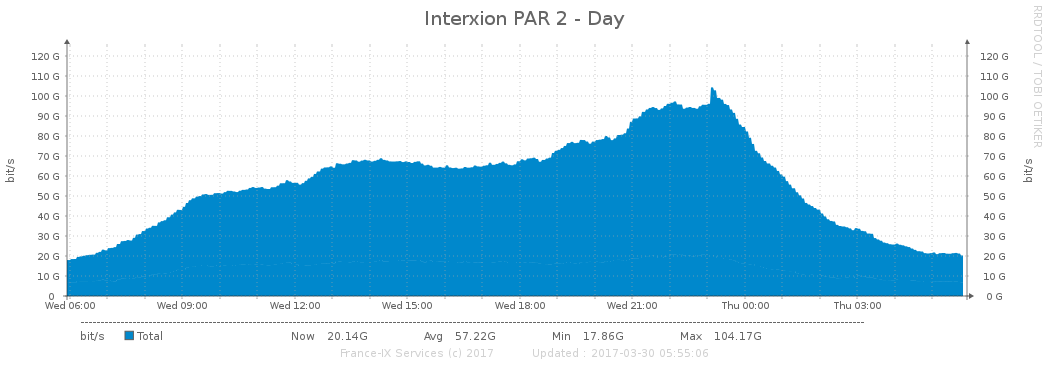 Interxion PAR 2 - Day
RRDTOOL / TOBI OETIKER
bit/s
120 G 120 G
110 G 110 G
100 G 100 G
90 G 90 G
80 G 80 G
70 G 70 G
60 G 60 G
50 G 50 G
40 G 40 G
30 G 30 G
20 G 20 G
10 G 10 G
0 0 G
bit/s
Wed 06:00 Wed 09:00 Wed 12:00 Wed 15:00 Wed 18:00 Wed 21:00 Thu 00:00 Thu 03:00
bit/s Total Now 20.14G Avg 57.22G Min 17.86G Max 104.17G
France-IX Services (c) 2017 Updated : 2017-03-30 05:55:06